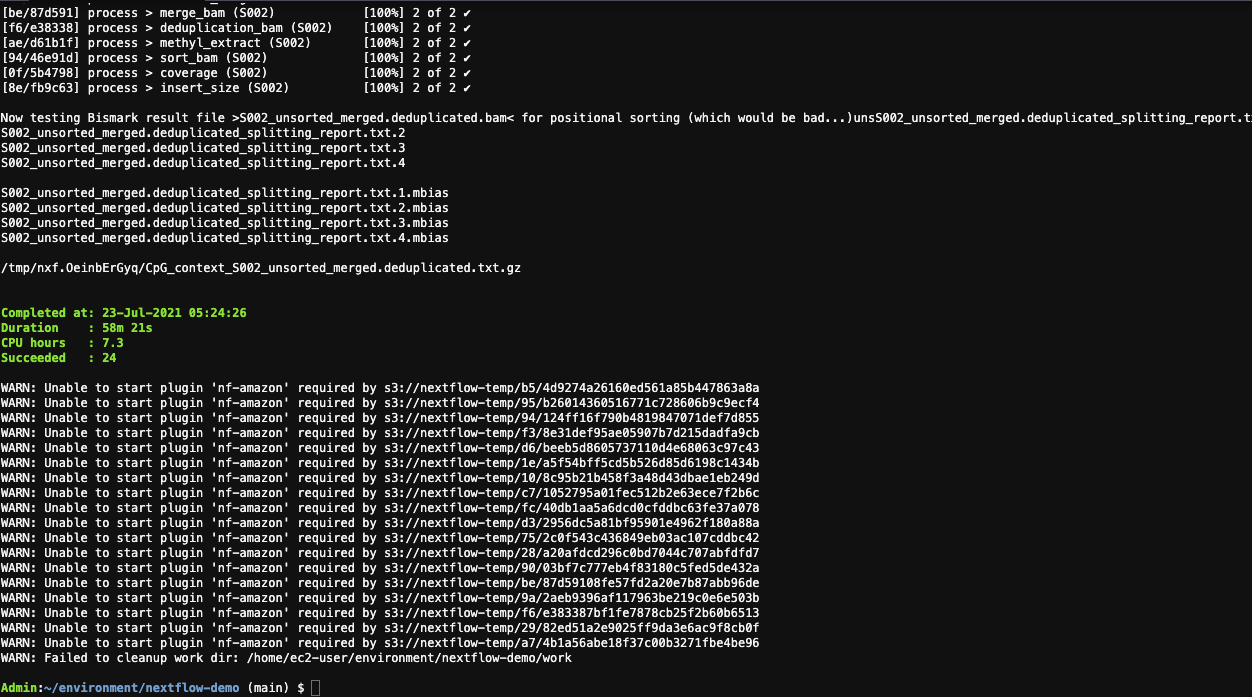 [be/87d591] process > merge_bam (S002)           [100%] 2 of 2 ✔
[f6/e38338] process > deduplication_bam (S002)   [100%] 2 of 2 ✔
[ae/d61b1f] process > methyl_extract (S002)      [100%] 2 of 2 ✔
[94/46e91d] process > sort_bam (S002)            [100%] 2 of 2 ✔
[0f/5b4798] process > coverage (S002)            [100%] 2 of 2 ✔
[8e/fb9c63] process > insert_size (S002)         [100%] 2 of 2 ✔
Now testing Bismark result file >S002_unsorted_merged.deduplicated.bam< for positional sorting (which would be bad...)unsS002_unsorted_merged.deduplicated_splitting_report.t
S002_unsorted_merged.deduplicated_splitting_report.txt.2
S002_unsorted_merged.deduplicated_splitting_report.txt.3
S002_unsorted_merged.deduplicated_splitting_report.txt.4
S002_unsorted_merged.deduplicated_splitting_report.txt.1.mbias
S002_unsorted_merged.deduplicated_splitting_report.txt.2.mbias
S002_unsorted_merged.deduplicated_splitting_report.txt.3.mbias
S002_unsorted_merged.deduplicated_splitting_report.txt.4.mbias
/tmp/nxf.OeinbErGyq/CpG_context_S002_unsorted_merged.deduplicated.txt.gz
Completed at: 23-Jul-2021 05:24:26
Duration    : 58m 21s
CPU hours   : 7.3
Succeeded   : 24
WARN: Unable to start plugin 'nf-amazon' required by s3://nextflow-temp/b5/4d9274a26160ed561a85b447863a8a
WARN: Unable to start plugin 'nf-amazon' required by s3://nextflow-temp/95/b26014360516771c728606b9c9ecf4
WARN: Unable to start plugin 'nf-amazon' required by s3://nextflow-temp/94/124ff16f790b4819847071def7d855
WARN: Unable to start plugin 'nf-amazon' required by s3://nextflow-temp/f3/8e31def95ae05907b7d215dadfa9cb
WARN: Unable to start plugin 'nf-amazon' required by s3://nextflow-temp/d6/beeb5d8605737110d4e68063c97c43
WARN: Unable to start plugin 'nf-amazon' required by s3://nextflow-temp/1e/a5f54bff5cd5b526d85d6198c1434b
WARN: Unable to start plugin 'nf-amazon' required by s3://nextflow-temp/10/8c95b21b458f3a48d43dbae1eb249d
WARN: Unable to start plugin 'nf-amazon' required by s3://nextflow-temp/c7/1052795a01fec512b2e63ece7f2b6c
WARN: Unable to start plugin 'nf-amazon' required by s3://nextflow-temp/fc/40db1aa5a6dcd0cfddbc63fe37a078
WARN: Unable to start plugin 'nf-amazon' required by s3://nextflow-temp/d3/2956dc5a81bf95901e4962f180a88a
WARN: Unable to start plugin 'nf-amazon' required by s3://nextflow-temp/75/2c0f543c436849eb03ac107cddbc42
WARN: Unable to start plugin 'nf-amazon' required by s3://nextflow-temp/28/a20afdcd296c0bd7044c707abfdfd7
WARN: Unable to start plugin 'nf-amazon' required by s3://nextflow-temp/90/03bf7c777eb4f83180c5fed5de432a
WARN: Unable to start plugin 'nf-amazon' required by s3://nextflow-temp/be/87d59108fe57fd2a20e7b87abb96de
WARN: Unable to start plugin 'nf-amazon' required by s3://nextflow-temp/9a/2aeb9396af117963be219c0e6e503b
WARN: Unable to start plugin 'nf-amazon' required by s3://nextflow-temp/f6/e383387bf1fe7878cb25f2b60b6513
WARN: Unable to start plugin 'nf-amazon' required by s3://nextflow-temp/29/82ed51a2e9025ff9da3e6ac9f8cb0f
WARN: Unable to start plugin 'nf-amazon' required by s3://nextflow-temp/a7/4b1a56abe18f37c00b3271fbe4be96
WARN: Failed to cleanup work dir: /home/ec2-user/environment/nextflow-demo/work
Admin:~/environment/nextflow-demo (main) $